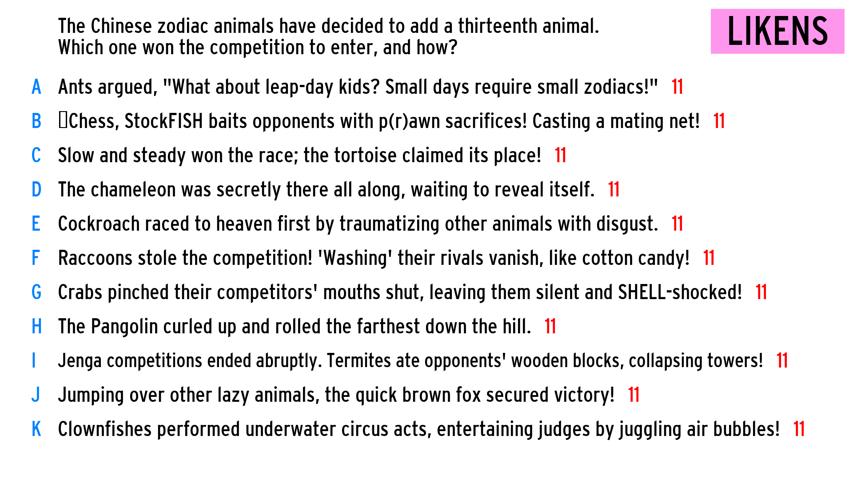 The Chinese zodiac animals have decided to add a thirteenth animal.
Which one won the competition to enter, and how?
LIKENS
A Ants argued, "What about leap-day kids? Small days require small zodiacs!" 11
B ▯Chess, StockFISH baits opponents with p(r)awn sacrifices! Casting a mating net! 11
C Slow and steady won the race; the tortoise claimed its place! 11
D The chameleon was secretly there all along, waiting to reveal itself. 11
E Cockroach raced to heaven first by traumatizing other animals with disgust. 11
F Raccoons stole the competition! 'Washing' their rivals vanish, like cotton candy! 11
G Crabs pinched their competitors' mouths shut, leaving them silent and SHELL-shocked! 11
H The Pangolin curled up and rolled the farthest down the hill. 11
I Jenga competitions ended abruptly. Termites ate opponents' wooden blocks, collapsing towers! 11
J Jumping over other lazy animals, the quick brown fox secured victory! 11
K Clownfishes performed underwater circus acts, entertaining judges by juggling air bubbles! 11